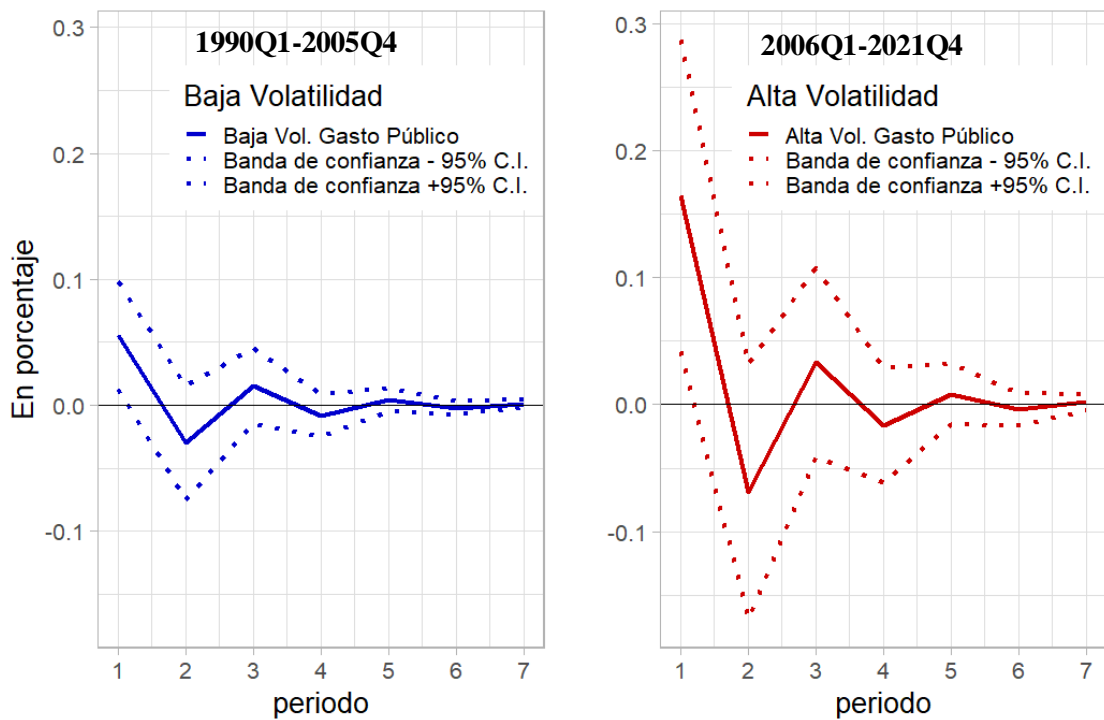 1990Q1-2005Q4
Baja Volatilidad
Baja Vol. Gasto Público
Banda de confianza - 95% C.I.
Banda de confianza +95% C.I.
En porcentaje
0.3
0.2
0.1
0.0
-0.1
1 2 3 4 5 6 7
periodo
2006Q1-2021Q4
Alta Volatilidad
Alta Vol. Gasto Público
Banda de confianza - 95% C.I.
Banda de confianza +95% C.I.
0.3
0.2
0.1
0.0
-0.1
1 2 3 4 5 6 7
periodo